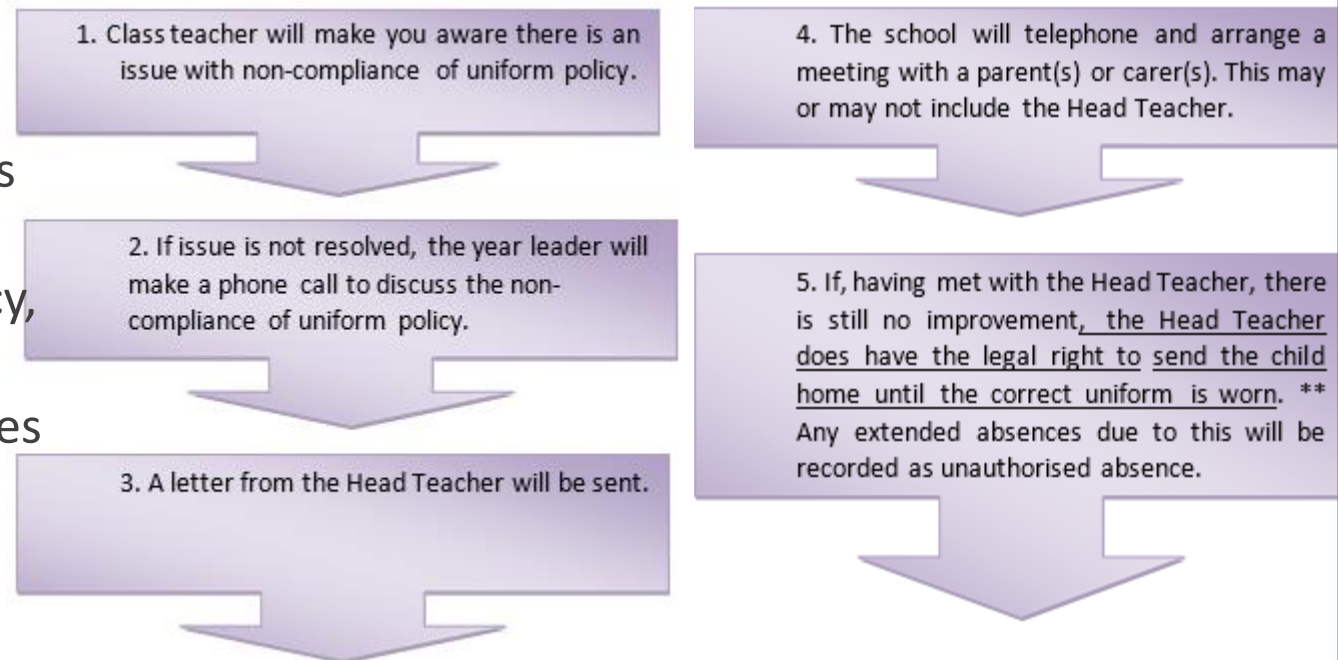 s
cy,
es
1. Class teacher will make you aware there is an
issue with non-compliance of uniform policy.
2. If issue is not resolved, the year leader will
make a phone call to discuss the non-
compliance of uniform policy.
3. A letter from the Head Teacher will be sent.
4. The school will telephone and arrange a
meeting with a parent(s) or carer(s). This may
or may not include the Head Teacher.
5. If, having met with the Head Teacher, there
is still no improvement, the Head Teacher
does have the legal right to send the child
home until the correct uniform is worn. **
Any extended absences due to this will be
recorded as unauthorised absence.